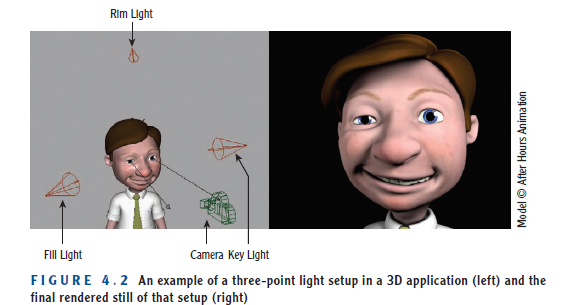 Rim Light
Model © After Hours Animation
Fill Light
Camera
Key Light
FIGURE 4.2 An example of a three-point light setup in a 3D application (left) and the
final rendered still of that setup (right)